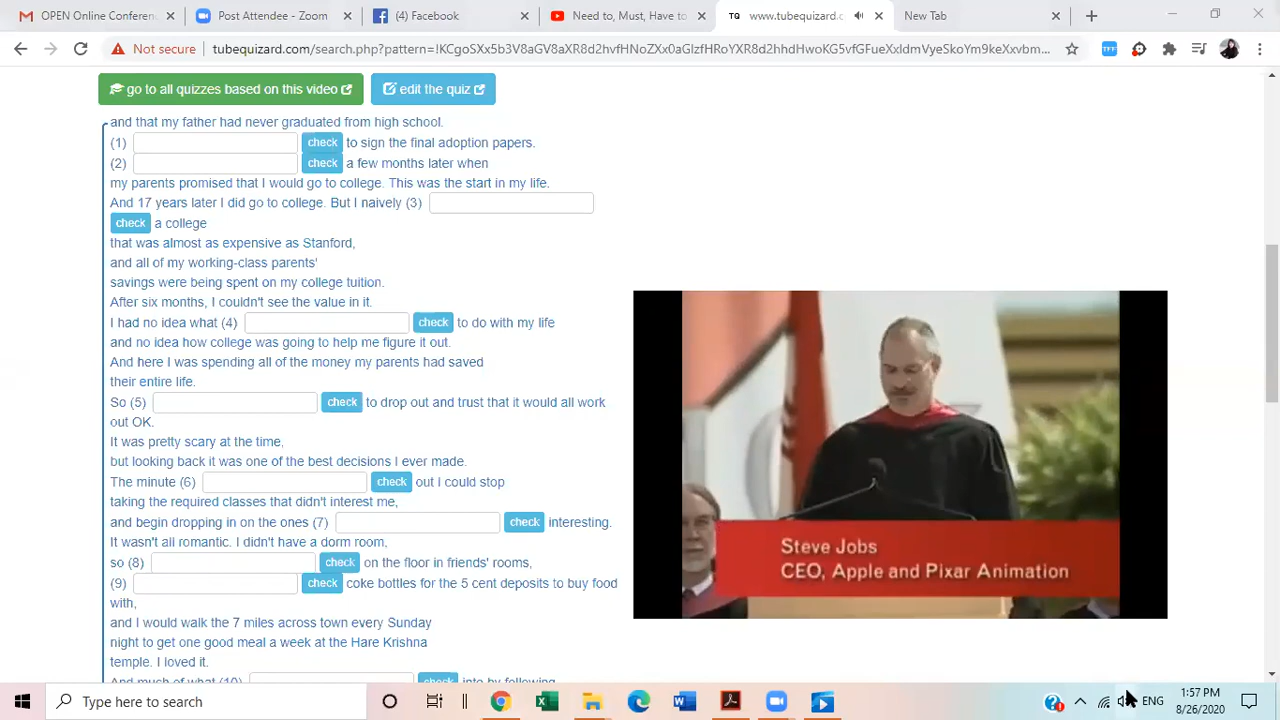 OPEN Online Conferen
Post Attendee - Zoom
(4) Facebook
Need to, Must, Have to
TQ www.tubequizard.c
New Tab
Not secure tubequizard.com/search.php?pattern=
go to all quizzes based on this video
edit the quiz
and that my father had never graduated from high school.
(1) check to sign the final adoption papers.
(2) check a few months later when
my parents promised that I would go to college. This was the start in my life.
And 17 years later I did go to college. But I naively (3)
check a college
that was almost as expensive as Stanford,
and all of my working-class parents'
savings were being spent on my college tuition.
After six months, I couldn't see the value in it.
I had no idea what (4) check to do with my life
and no idea how college was going to help me figure it out.
And here I was spending all of the money my parents had saved
their entire life.
So (5) check to drop out and trust that it would all work
out OK.
It was pretty scary at the time,
but looking back it was one of the best decisions I ever made.
The minute (6) check out I could stop
taking the required classes that didn't interest me,
and begin dropping in on the ones (7) check interesting.
It wasn't all romantic. I didn't have a dorm room,
so (8) check on the floor in friends' rooms,
(9) check coke bottles for the 5 cent deposits to buy food
with,
and I would walk the 7 miles across town every Sunday
night to get one good meal a week at the Hare Krishna
temple. I loved it.
And much of what (10) check into by following
Steve Jobs
CEO, Apple and Pixar Animation
Type here to search
ENG
1:57 PM
8/26/2020